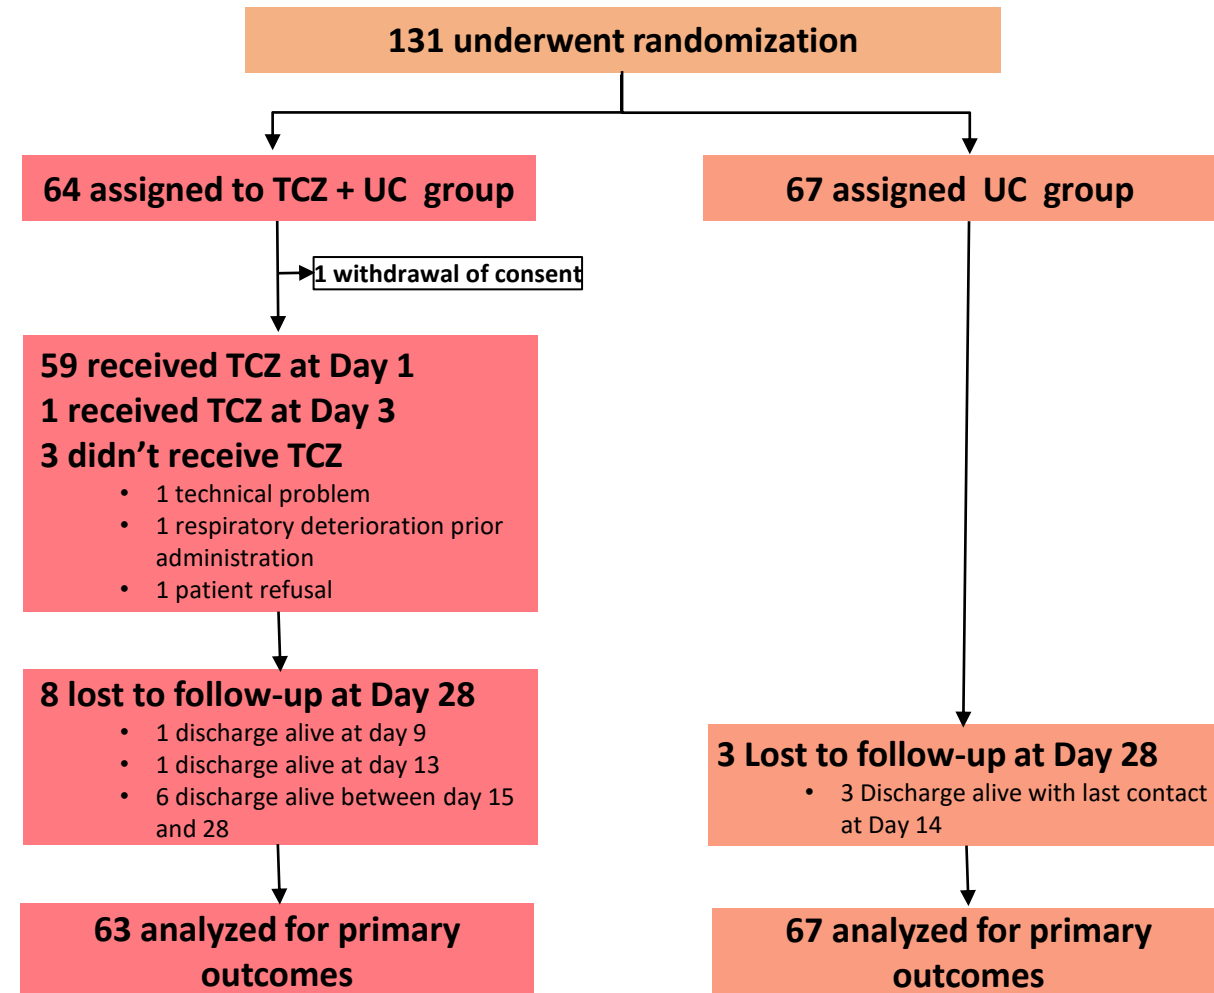 131 underwent randomization
64 assigned to TCZ + UC group
67 assigned UC group
1 withdrawal of consent
59 received TCZ at Day 1
1 received TCZ at Day 3
3 didn’t receive TCZ
• 1 technical problem
• 1 respiratory deterioration prior
administration
• 1 patient refusal
8 lost to follow-up at Day 28
• 1 discharge alive at day 9
• 1 discharge alive at day 13
• 6 discharge alive between day 15
and 28
3 Lost to follow-up at Day 28
• 3 Discharge alive with last contact
at Day 14
63 analyzed for primary
outcomes
67 analyzed for primary
outcomes